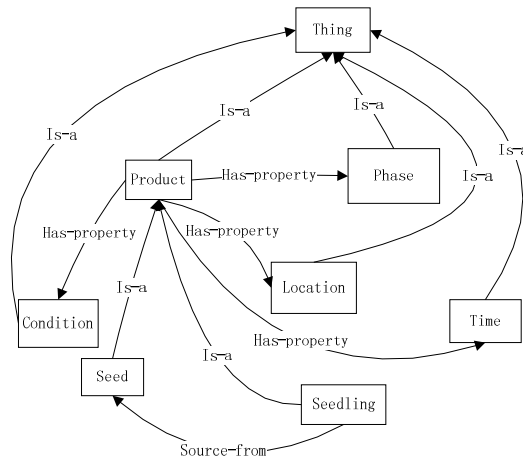 Thing
Is-a
Is-a
Is-a
Is-a
Is-a
Product
Has-property
Phase
Has-property
Has-property
Location
Is-a
Condition
Time
Has-property
Is-a
Seed
Seedling
Source-from